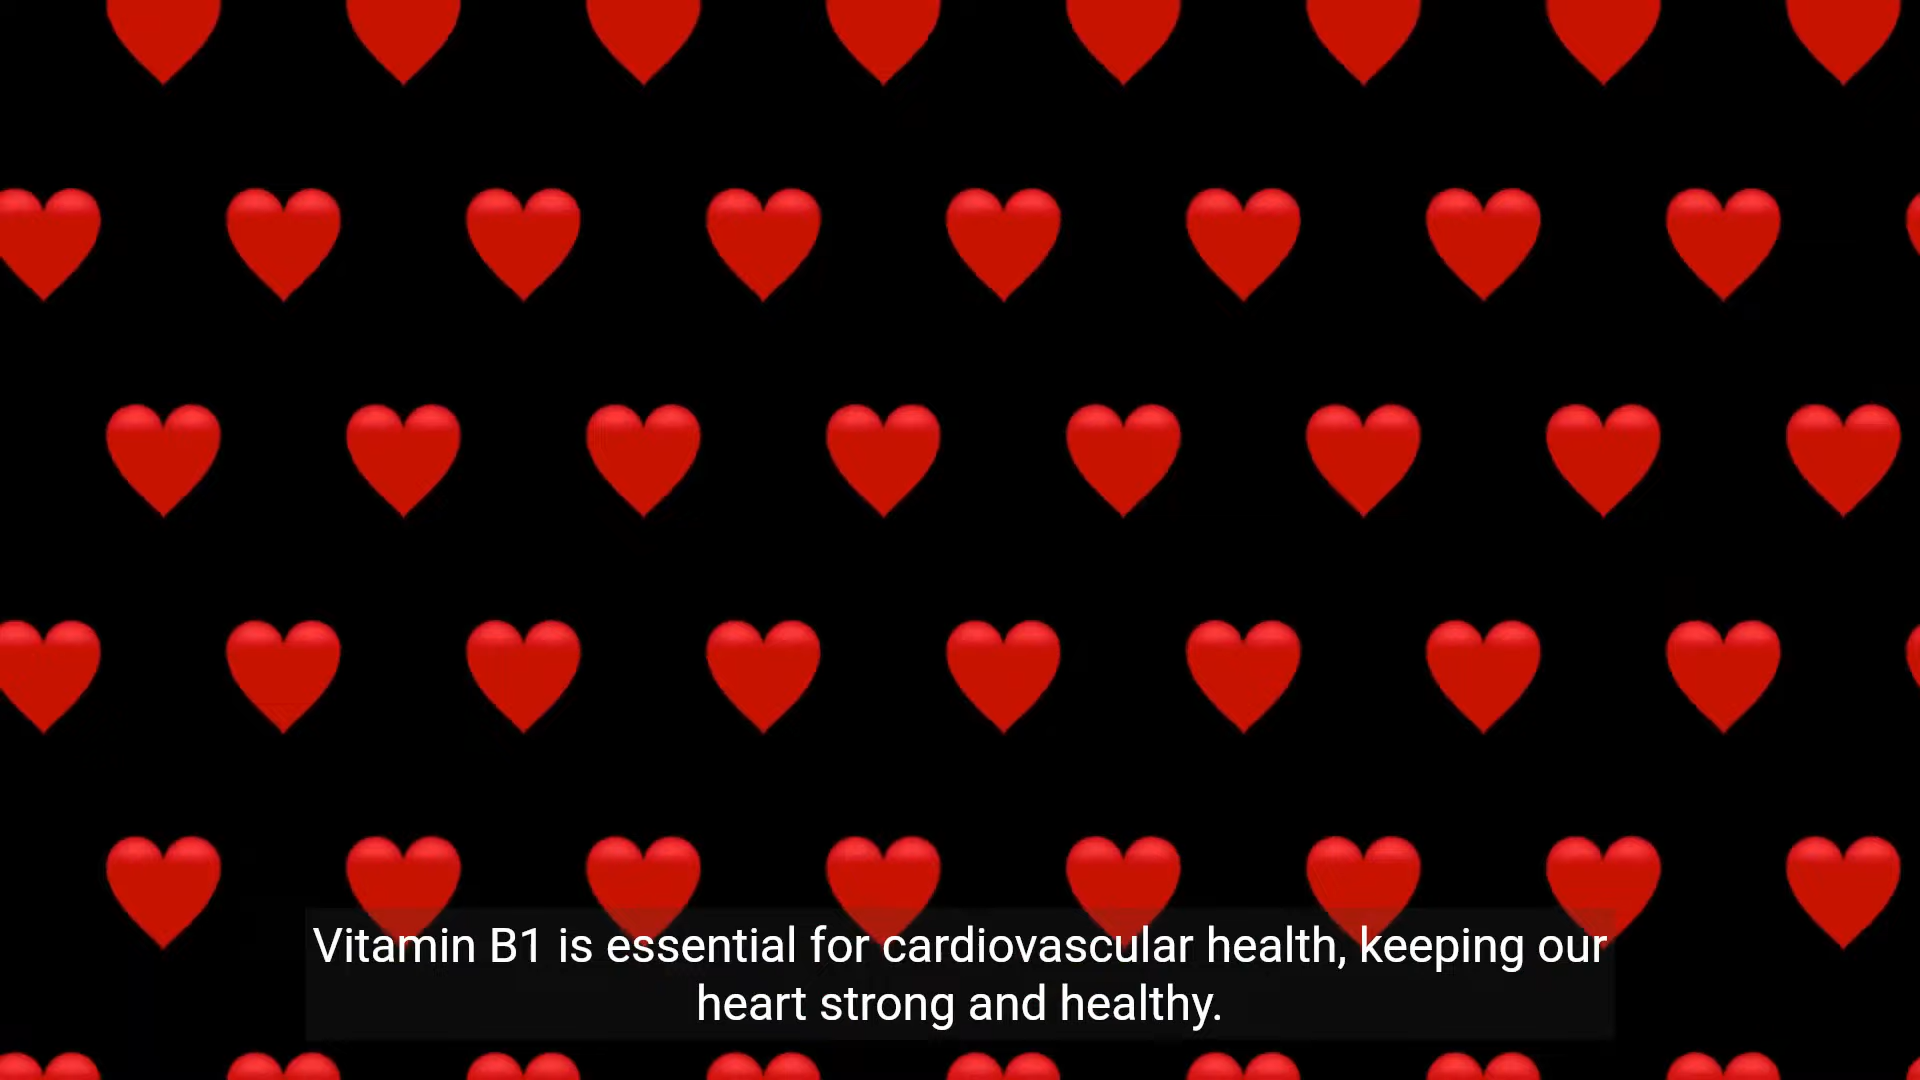 Vitamin B1 is essential for cardiovascular health, keeping our
heart strong and healthy.